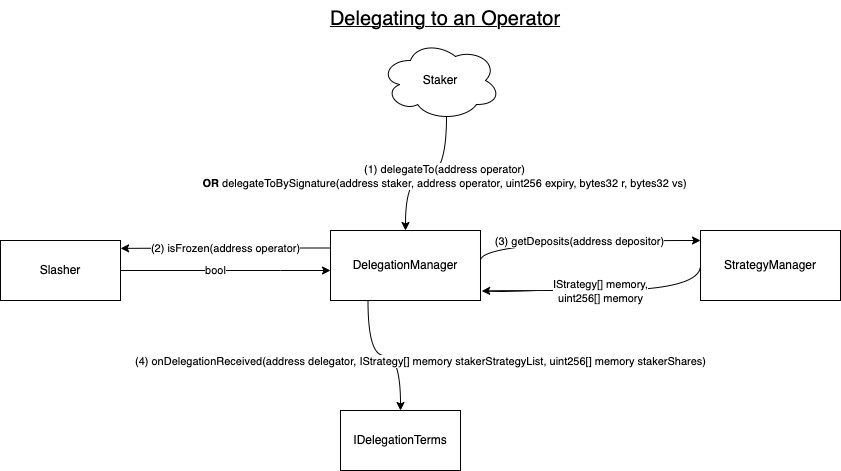 Delegating to an Operator
Staker
(1) delegateTo(address operator)
OR delegateToBySignature(address staker, address operator, uint256 expiry, bytes32 r, bytes32 vs)
(2) isFrozen(address operator)
(3) getDeposits(address depositor)
Slasher
DelegationManager
StrategyManager
bool
IStrategy[] memory,
uint256[] memory
(4) onDelegationReceived(address delegator, IStrategy[] memory stakerStrategyList, uint256[] memory stakerShares)
IDelegationTerms